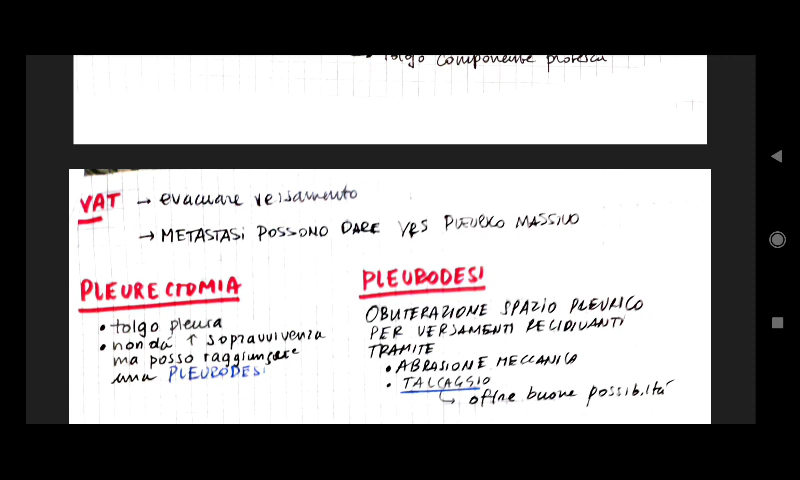 tolgo componente proteica
VAT → evacuare versamento
→ METASTASI POSSONO DARE VRS PLEURICO MASSIVO
PLEURECTOMIA
• tolgo pleura
• non dà ↑ sopravvivenza
ma posso raggiungere
una PLEURODESI
PLEURODESI
OBLITERAZIONE SPAZIO PLEURICO
PER VERSAMENTI RECIDIVANTI
TRAMITE
• ABRASIONE MECCANICA
• TALCAGGIO
↳ offre buone possibilità